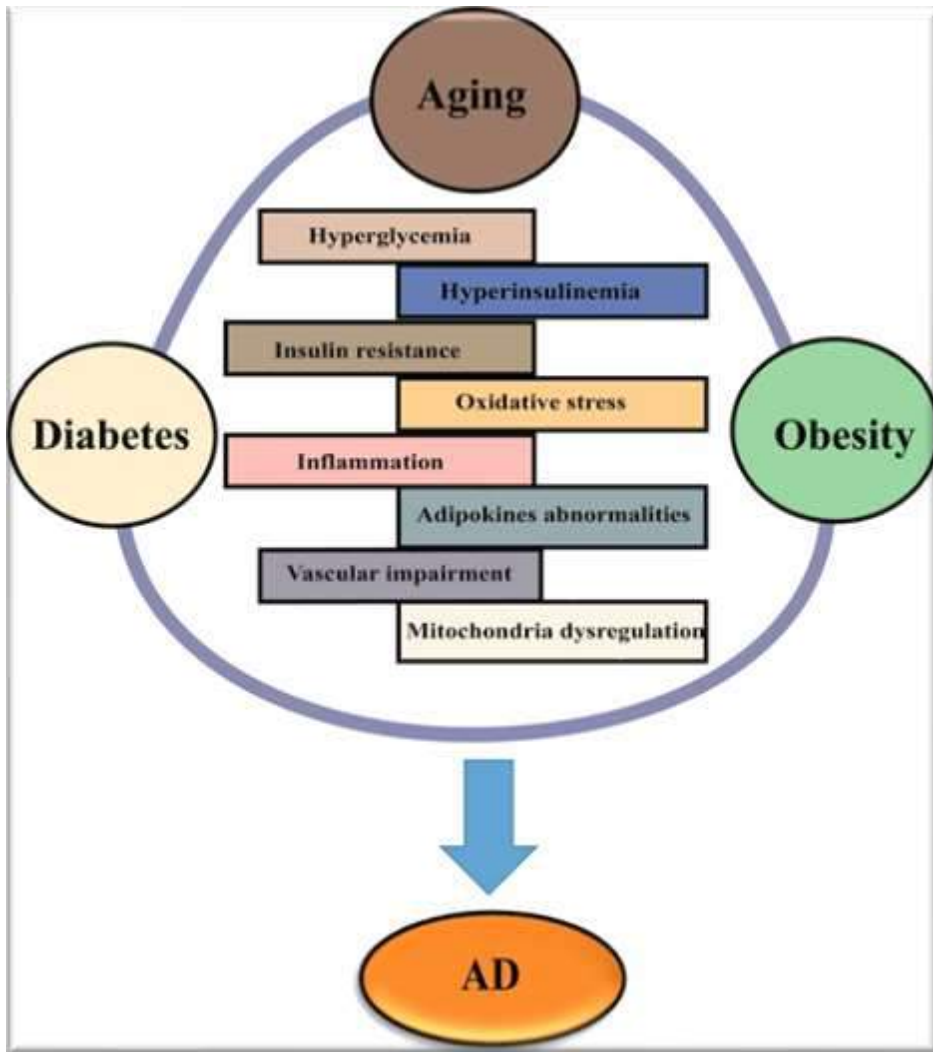 Aging
Hyperglycemia
Hyperinsulinemia
Insulin resistance
Oxidative stress
Diabetes
Obesity
Inflammation
Adipokines abnormalities
Vascular impairment
Mitochondria dysregulation
AD